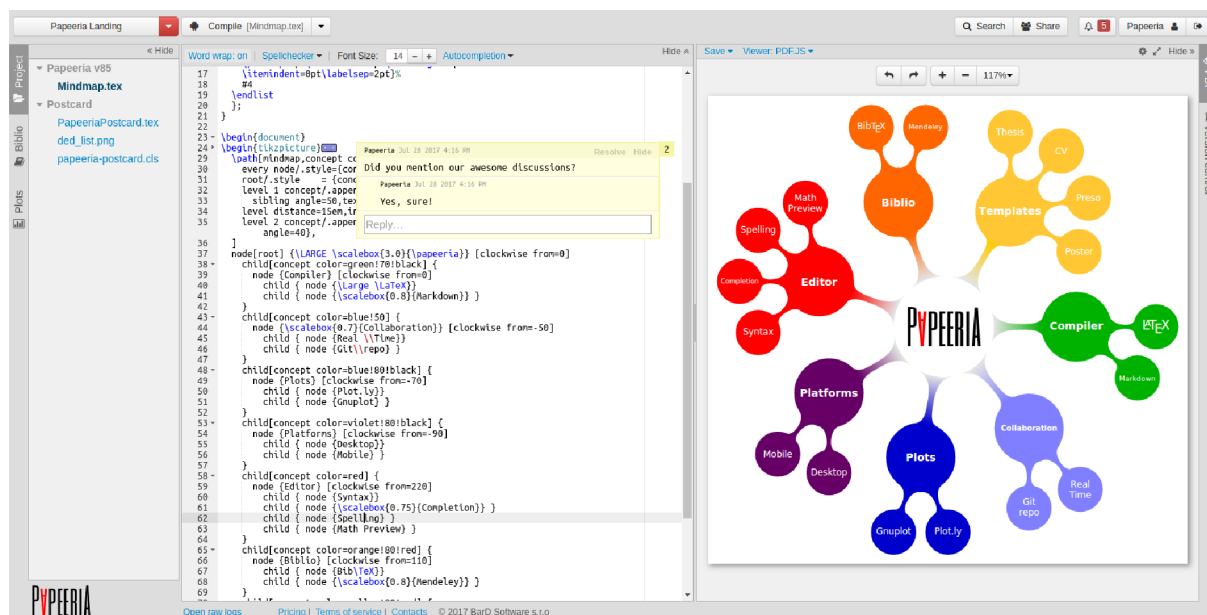 Papeeria Landing
Compile [Mindmap.tex]
Search
Share
5
Papeeria
« Hide
Project
Biblio
Plots
Papeeria v85
Mindmap.tex
Postcard
PapeeriaPostcard.tex
ded_list.png
papeeria-postcard.cls
PAPEERIA
Word wrap: on | Spellchecker | Font Size: 14 − + Autocompletion
Hide
17 \itemindent=0pt\labelsep=2pt}%
18 #4
19 \endlist
20 };
21 }
22
23 \begin{document}
24 \begin{tikzpicture}
29 \path[mindmap,concept co
30 every node/.style={con
31 root/.style = {conc
32 level 1 concept/.appen
33 sibling angle=50,tex
34 level distance=15em,in
35 level 2 concept/.appen
angle=40},
36 ]
37 node[root] {\LARGE \scalebox{3.0}{\papeeria}} [clockwise from=0]
38 child[concept color=green!70!black] {
39 node {Compiler} [clockwise from=0]
40 child { node {\Large \LaTeX}}
41 child { node {\scalebox{0.8}{Markdown}} }
42 }
43 child[concept color=blue!50] {
44 node {\scalebox{0.7}{Collaboration}} [clockwise from=-50]
45 child { node {Real \\Time}}
46 child { node {Git\\repo} }
47 }
48 child[concept color=blue!80!black] {
49 node {Plots} [clockwise from=-70]
50 child { node {Plot.ly} }
51 child { node {Gnuplot} }
52 }
53 child[concept color=violet!80!black] {
54 node {Platforms} [clockwise from=-90]
55 child { node {Desktop}}
56 child { node {Mobile} }
57 }
58 child[concept color=red] {
59 node {Editor} [clockwise from=220]
60 child { node {Syntax}}
61 child { node {\scalebox{0.75}{Completion}} }
62 child { node {Spelling} }
63 child { node {Math Preview} }
64 }
65 child[concept color=orange!80!red] {
66 node {Biblio} [clockwise from=110]
67 child { node {Bib\TeX}}
68 child { node {\scalebox{0.8}{Mendeley}} }
69 }
Papeeria Jul 28 2017 4:16 PM
Resolve Hide
2
Did you mention our awesome discussions?
Papeeria Jul 28 2017 4:16 PM
Yes, sure!
Reply...
Open raw logs
Pricing | Terms of service | Contacts © 2017 BarD Software s.r.o
Save
Viewer: PDF.JS
Hide »
+ − 117%
BibTEX
Mendeley
Biblio
Thesis
CV
Preso
Poster
Templates
Math
Preview
Spelling
Completion
Syntax
Editor
PAPEERIA
Compiler
LATEX
Markdown
Platforms
Mobile
Desktop
Plots
Gnuplot
Plot.ly
Collaboration
Real
Time
Git
repo